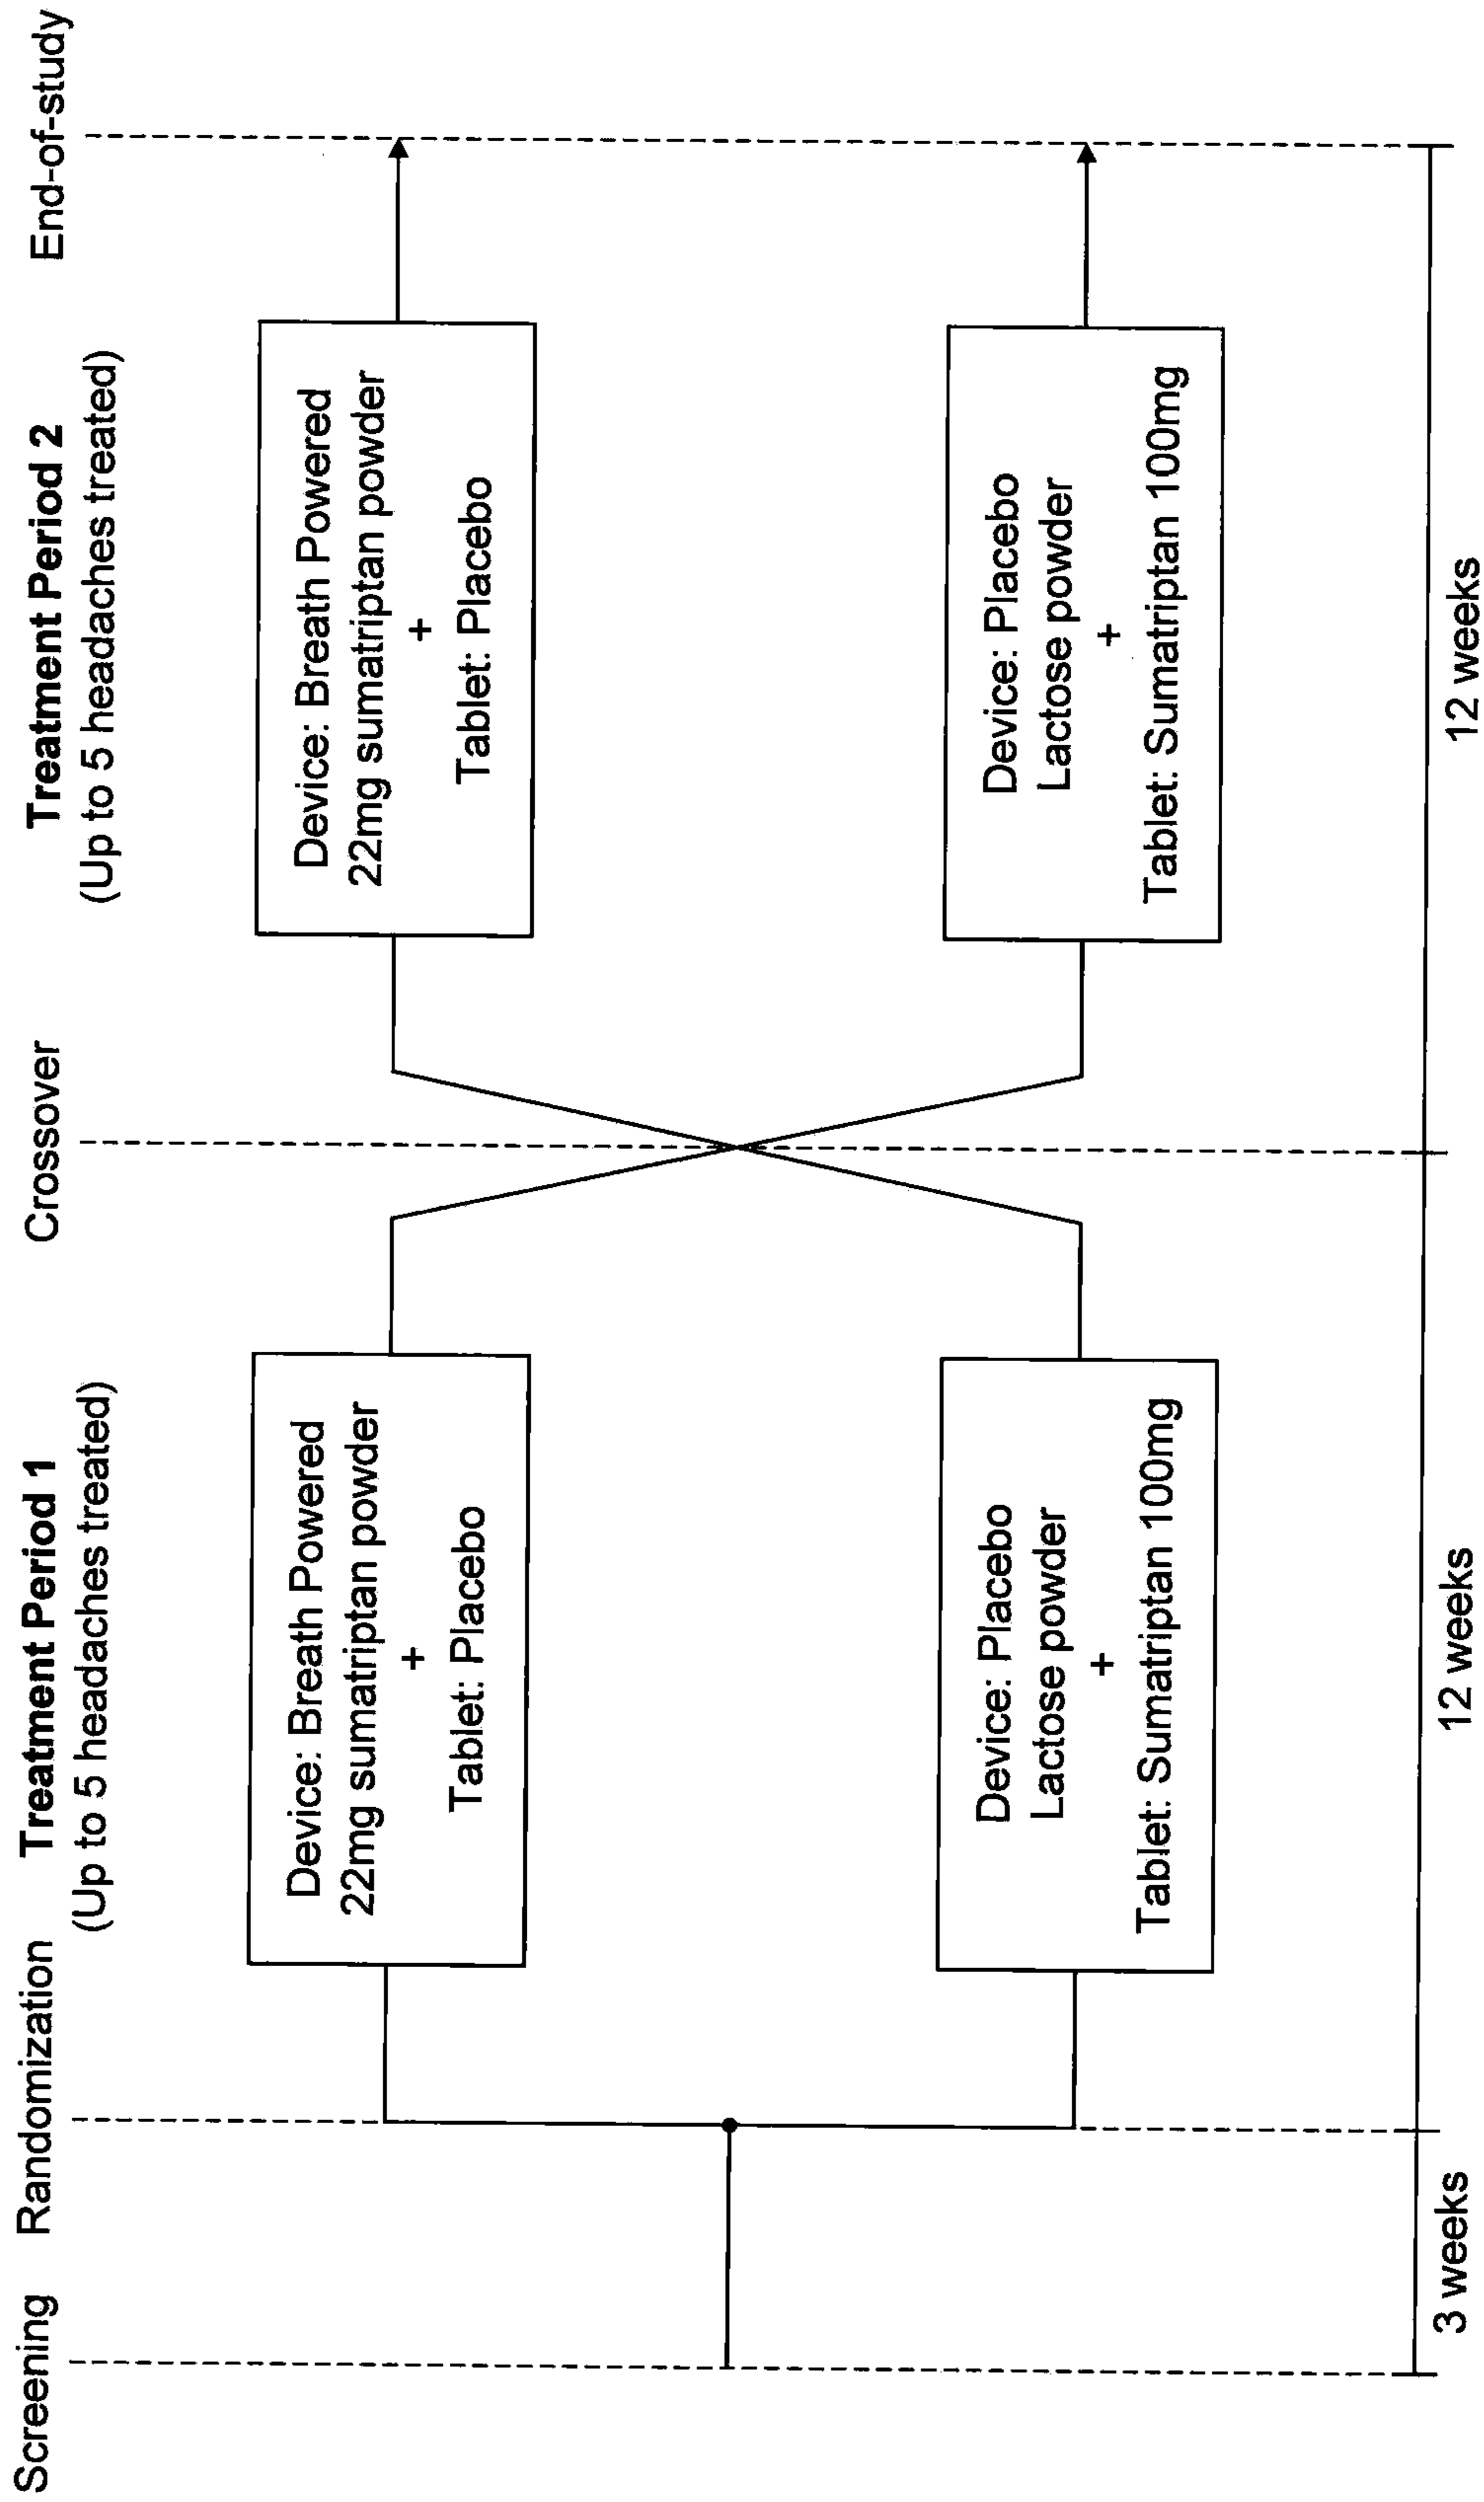 Screening
Randomization
Treatment Period 1
(Up to 5 headaches treated)
Crossover
Treatment Period 2
(Up to 5 headaches treated)
End-of-study
Device: Breath Powered
22mg sumatriptan powder
+
Tablet: Placebo
Device: Breath Powered
22mg sumatriptan powder
+
Tablet: Placebo
Device: Placebo
Lactose powder
+
Tablet: Sumatriptan 100mg
Device: Placebo
Lactose powder
+
Tablet: Sumatriptan 100mg
3 weeks
12 weeks
12 weeks